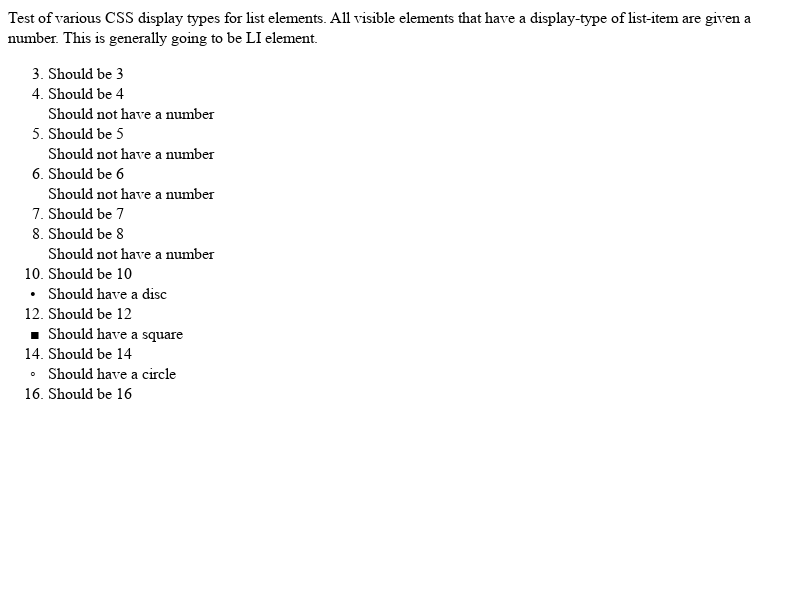 Test of various CSS display types for list elements. All visible elements that have a display-type of list-item are given a
number. This is generally going to be LI element.
3. Should be 3
4. Should be 4
Should not have a number
5. Should be 5
Should not have a number
6. Should be 6
Should not have a number
7. Should be 7
8. Should be 8
Should not have a number
10. Should be 10
• Should have a disc
12. Should be 12
▪ Should have a square
14. Should be 14
◦ Should have a circle
16. Should be 16